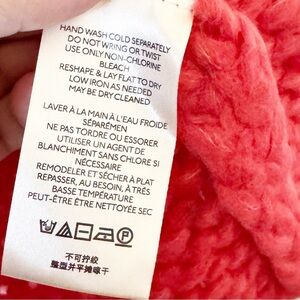 HAND WASH COLD SEPARATELY
DO NOT WRING OR TWIST
USE ONLY NON-CHLORINE
BLEACH
RESHAPE & LAY FLAT TO DRY
LOW IRON AS NEEDED
MAY BE DRY CLEANED
LAVER À LA MAIN À L'EAU FROIDE
SÉPARÉMEN
NE PAS TORDRE OU ESSORER
UTILISER UN AGENT DE
BLANCHIMENT SANS CHLORE SI
NÉCESSAIRE
REMODELER ET SÉCHER À PLAT
REPASSER, AU BESOIN, À TRÈS
BASSE TEMPÉRATURE
PEUT-ÊTRE ÊTRE NETTOYÉE SEC
P
不可拧绞
整型并平摊晾干